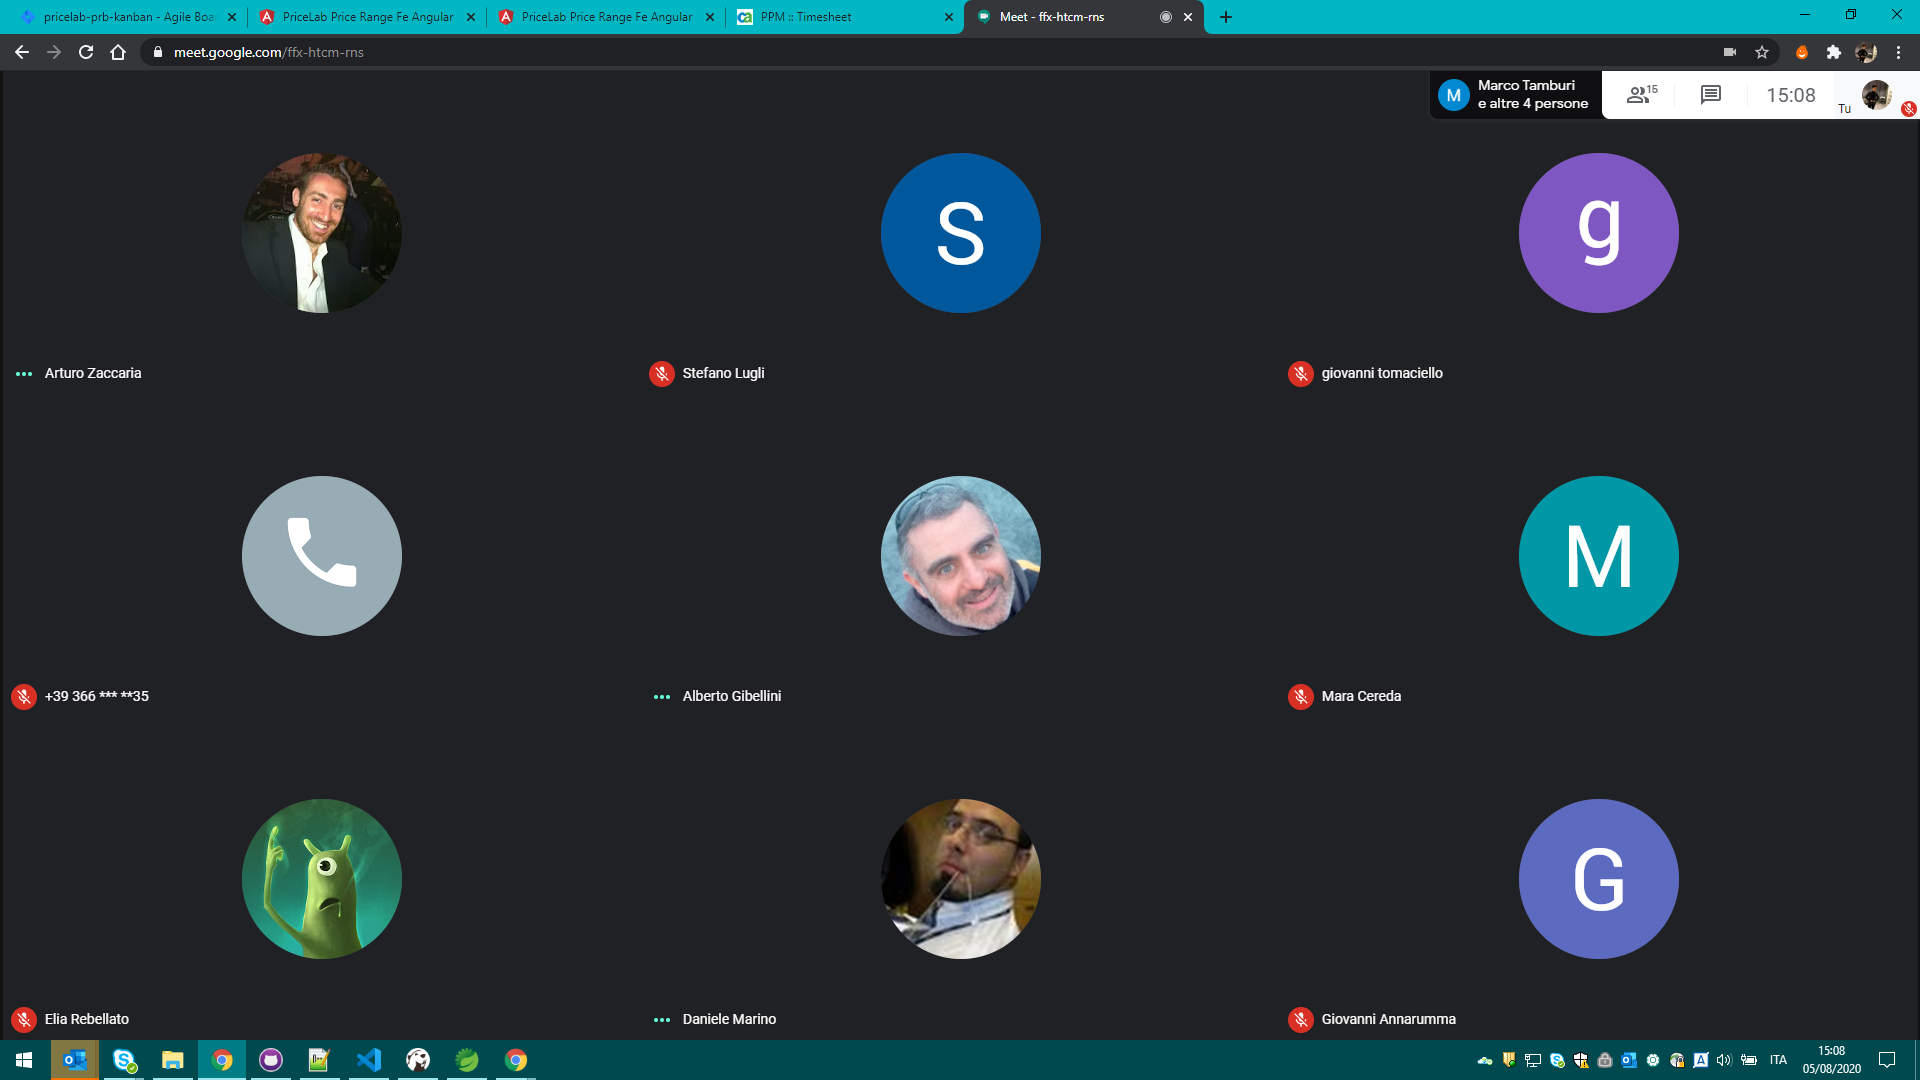 pricelab-prb-kanban - Agile Boar
PriceLab Price Range Fe Angular
PriceLab Price Range Fe Angular
ca PPM :: Timesheet
Meet - ffx-htcm-rns
meet.google.com/ffx-htcm-rns
M Marco Tamburi
e altre 4 persone
15
15:08
Tu
S
g
Arturo Zaccaria
Stefano Lugli
giovanni tomaciello
M
+39 366 *** **35
Alberto Gibellini
Mara Cereda
G
Elia Rebellato
Daniele Marino
Giovanni Annarumma
ITA
15:08
05/08/2020